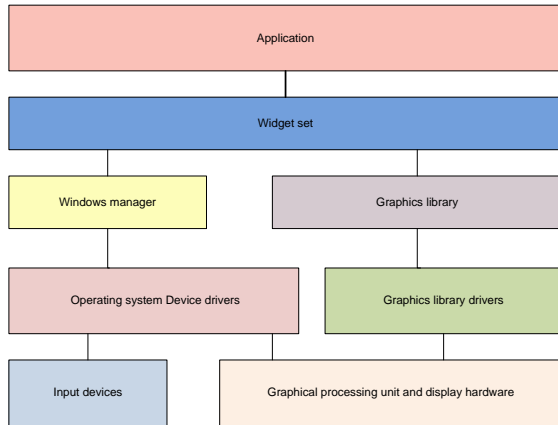 Application
Widget set
Windows manager
Graphics library
Operating system Device drivers
Graphics library drivers
Input devices
Graphical processing unit and display hardware